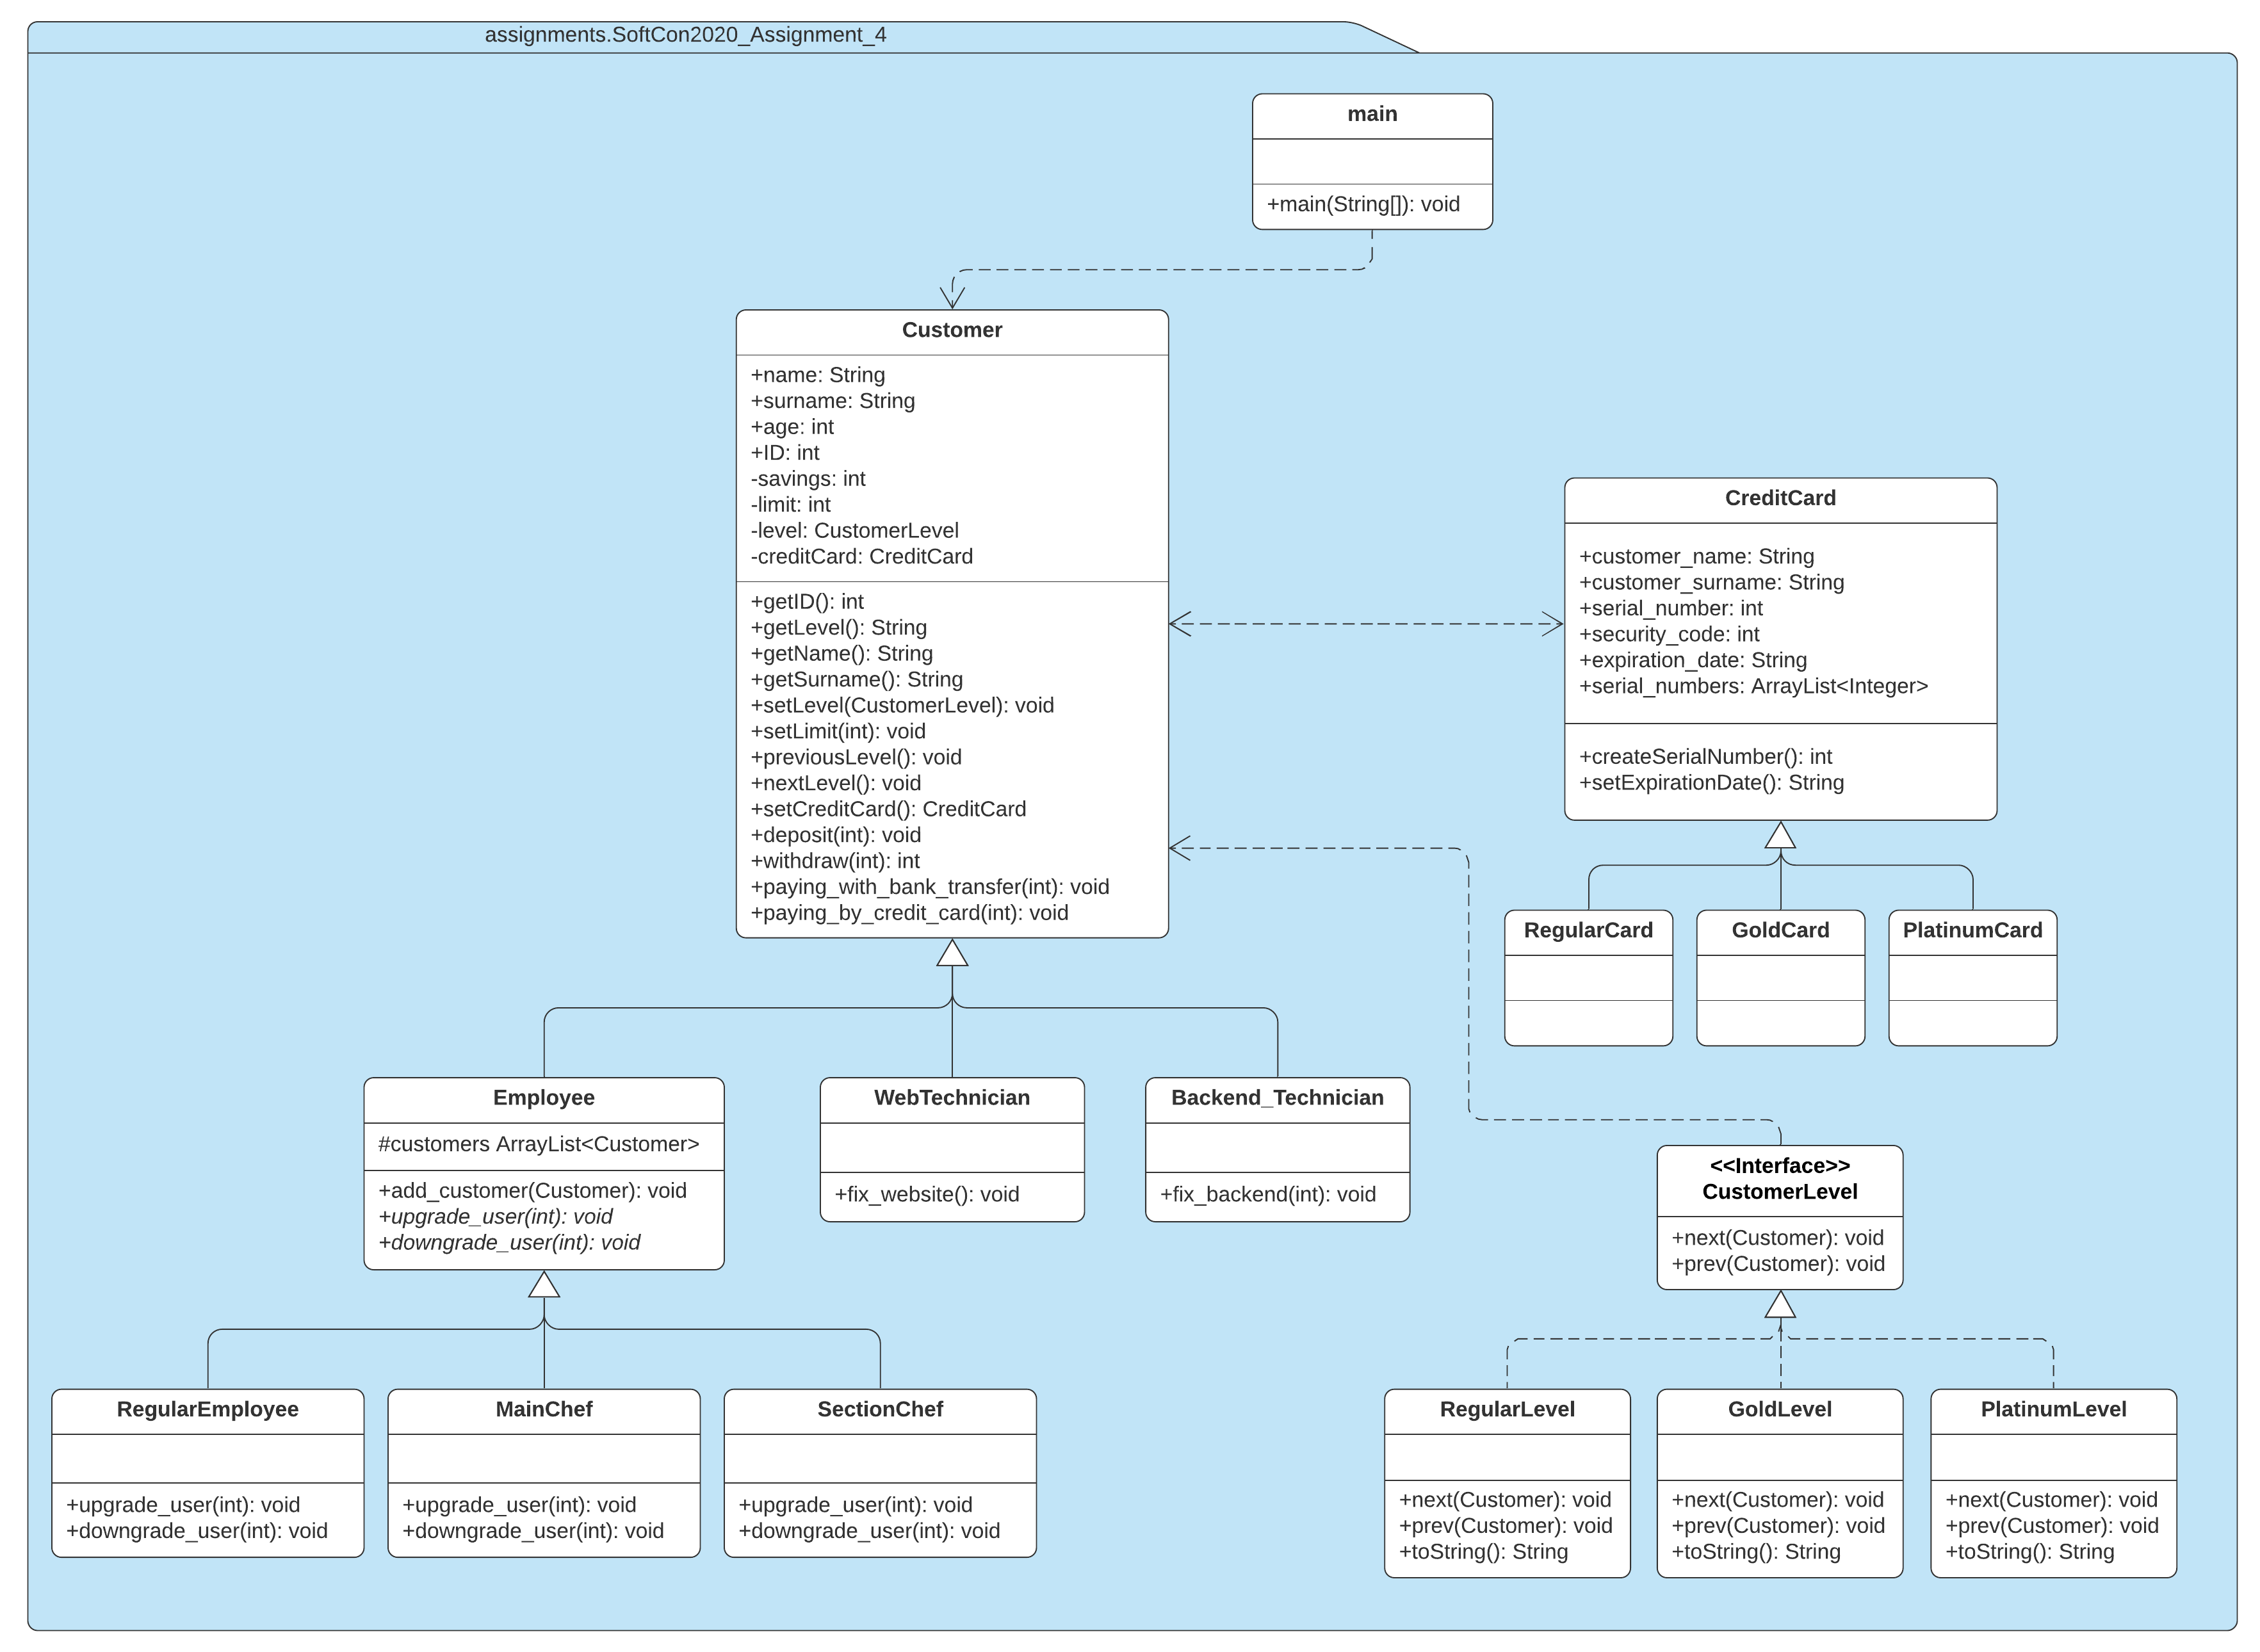 assignments.SoftCon2020_Assignment_4
main
+main(String[]): void
Customer
+name: String
+surname: String
+age: int
+ID: int
-savings: int
-limit: int
-level: CustomerLevel
-creditCard: CreditCard
+getID(): int
+getLevel(): String
+getName(): String
+getSurname(): String
+setLevel(CustomerLevel): void
+setLimit(int): void
+previousLevel(): void
+nextLevel(): void
+setCreditCard(): CreditCard
+deposit(int): void
+withdraw(int): int
+paying_with_bank_transfer(int): void
+paying_by_credit_card(int): void
CreditCard
+customer_name: String
+customer_surname: String
+serial_number: int
+security_code: int
+expiration_date: String
+serial_numbers: ArrayList<Integer>
+createSerialNumber(): int
+setExpirationDate(): String
RegularCard
GoldCard
PlatinumCard
Employee
#customers ArrayList<Customer>
+add_customer(Customer): void
+upgrade_user(int): void
+downgrade_user(int): void
WebTechnician
+fix_website(): void
Backend_Technician
+fix_backend(int): void
<<Interface>>
CustomerLevel
+next(Customer): void
+prev(Customer): void
RegularEmployee
+upgrade_user(int): void
+downgrade_user(int): void
MainChef
+upgrade_user(int): void
+downgrade_user(int): void
SectionChef
+upgrade_user(int): void
+downgrade_user(int): void
RegularLevel
+next(Customer): void
+prev(Customer): void
+toString(): String
GoldLevel
+next(Customer): void
+prev(Customer): void
+toString(): String
PlatinumLevel
+next(Customer): void
+prev(Customer): void
+toString(): String